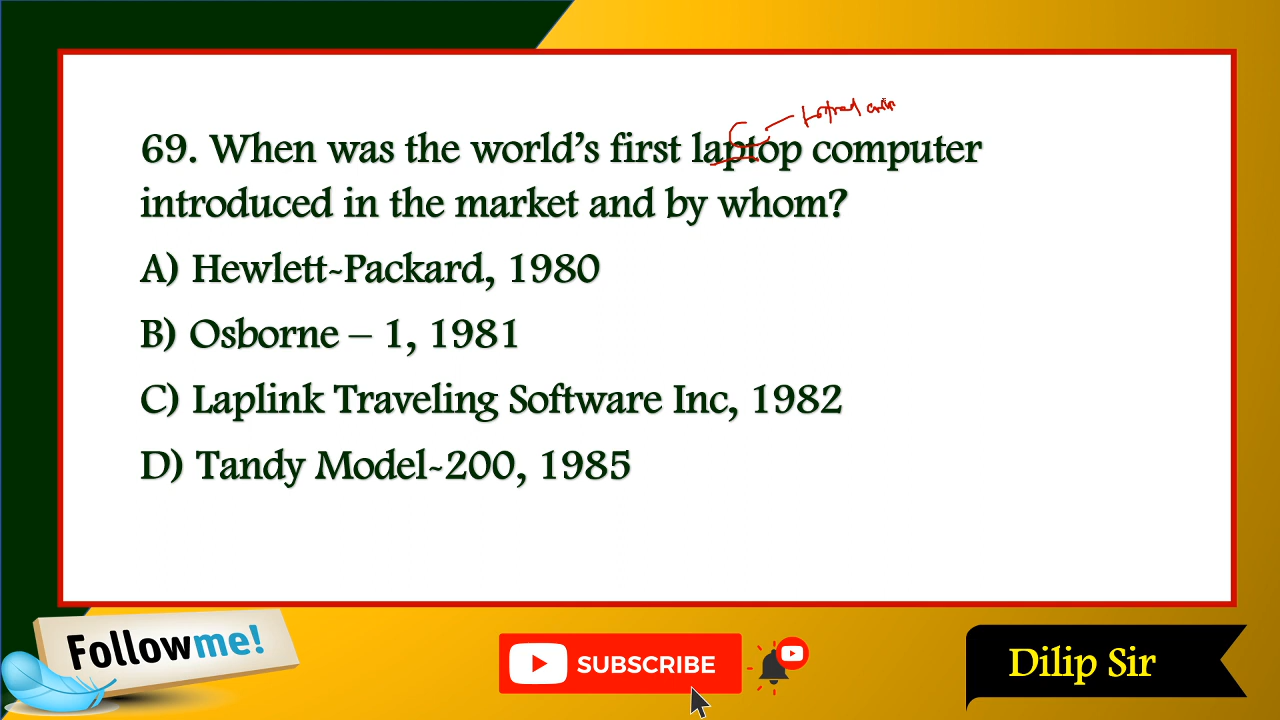 69. When was the world's first laptop computer
introduced in the market and by whom?
A) Hewlett-Packard, 1980
B) Osborne – 1, 1981
C) Laplink Traveling Software Inc, 1982
D) Tandy Model-200, 1985
Followme!
SUBSCRIBE
Dilip Sir